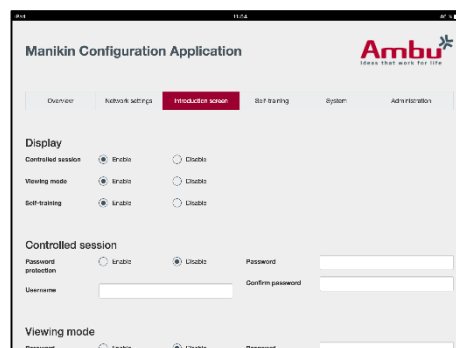 iPad 11:54
Manikin Configuration Application
Ambu
Ideas that work for life
Overview Network settings Introduction screen Self-training System Administration
Display
Controlled session Enable Disable
Viewing mode Enable Disable
Self-training Enable Disable
Controlled session
Password protection Enable Disable Password
Username Confirm password
Viewing mode
Password Enable Disable Password